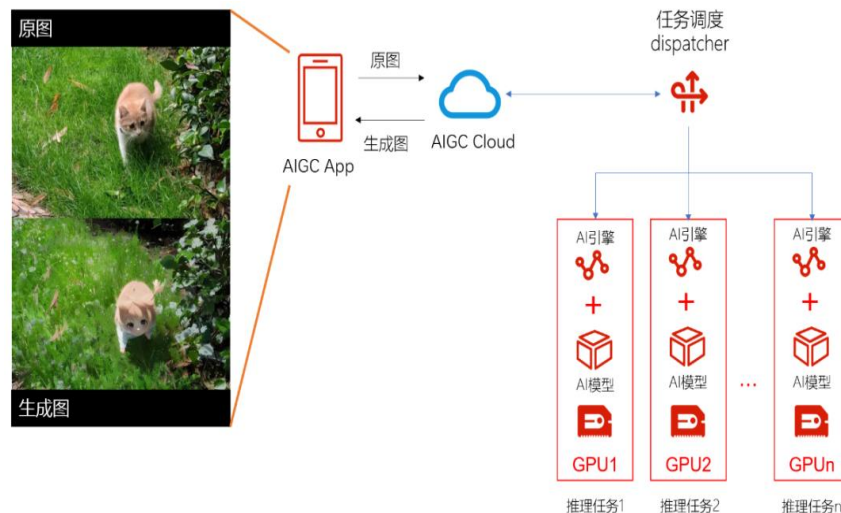 原图
生成图
AIGC App
原图
生成图
AIGC Cloud
任务调度
dispatcher
AI引擎
+
AI模型
GPU1
推理任务1
AI引擎
+
AI模型
GPU2
推理任务2
...
AI引擎
+
AI模型
GPUn
推理任务n